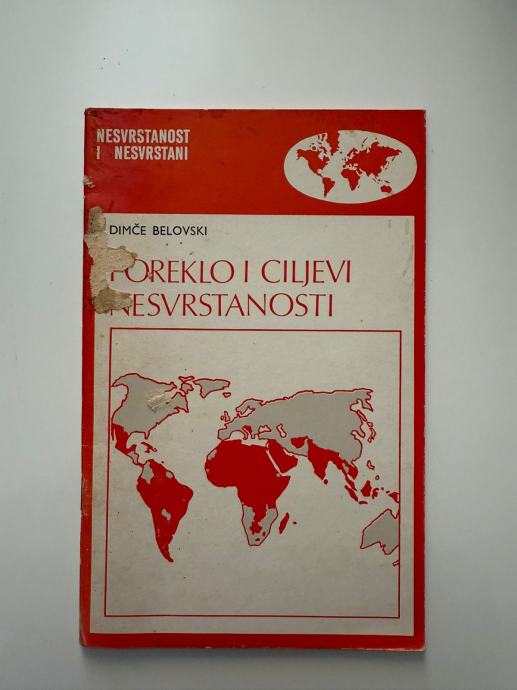 NESVRSTANOST
I NESVRSTANI
DIMČE BELOVSKI
POREKLO I CILJEVI
NESVRSTANOSTI